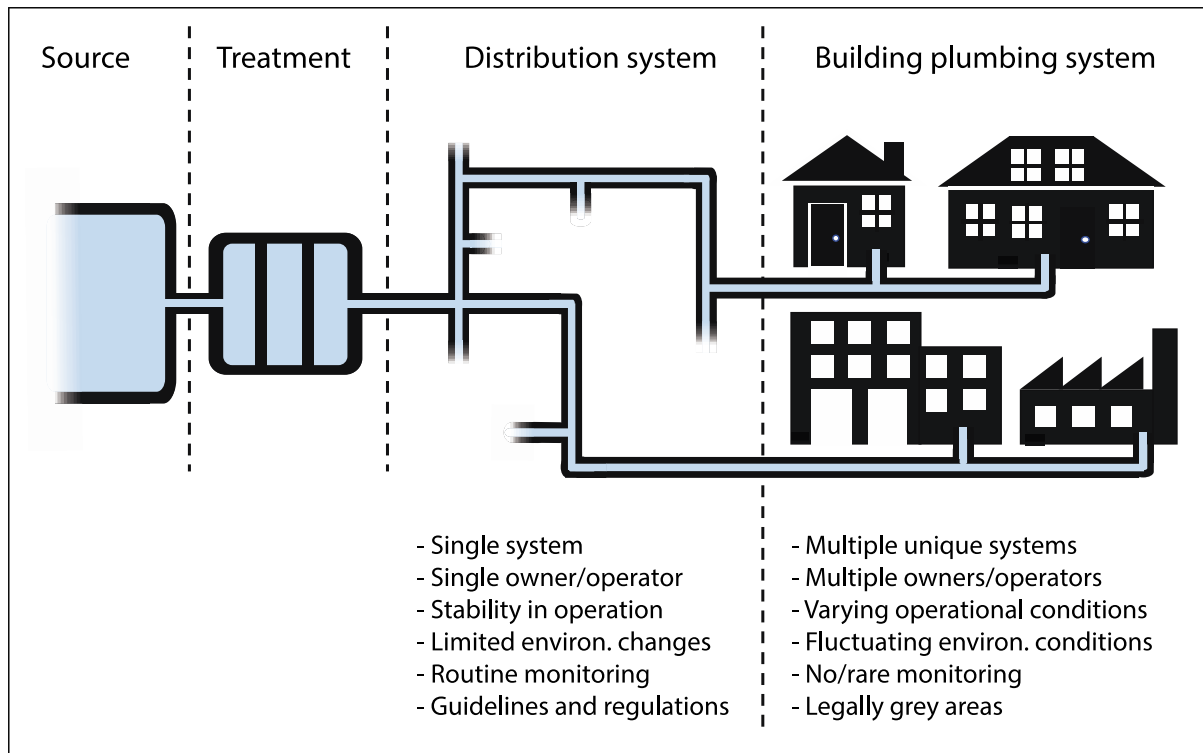 Source
Treatment
Distribution system
Building plumbing system
- Single system
- Single owner/operator
- Stability in operation
- Limited environ. changes
- Routine monitoring
- Guidelines and regulations
- Multiple unique systems
- Multiple owners/operators
- Varying operational conditions
- Fluctuating environ. conditions
- No/rare monitoring
- Legally grey areas